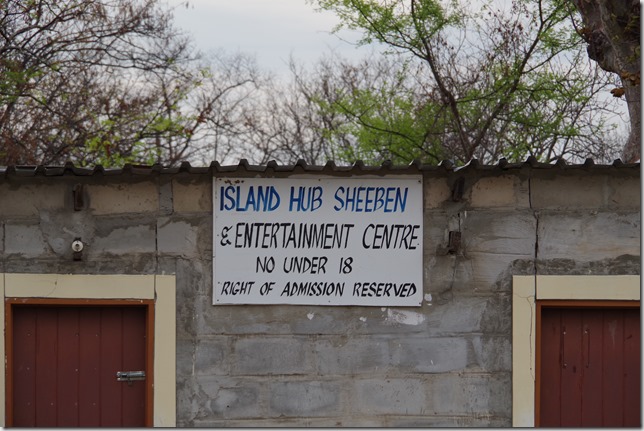 ISLAND HUB SHEEBEN
& ENTERTAINMENT CENTRE
NO UNDER 18
RIGHT OF ADMISSION RESERVED